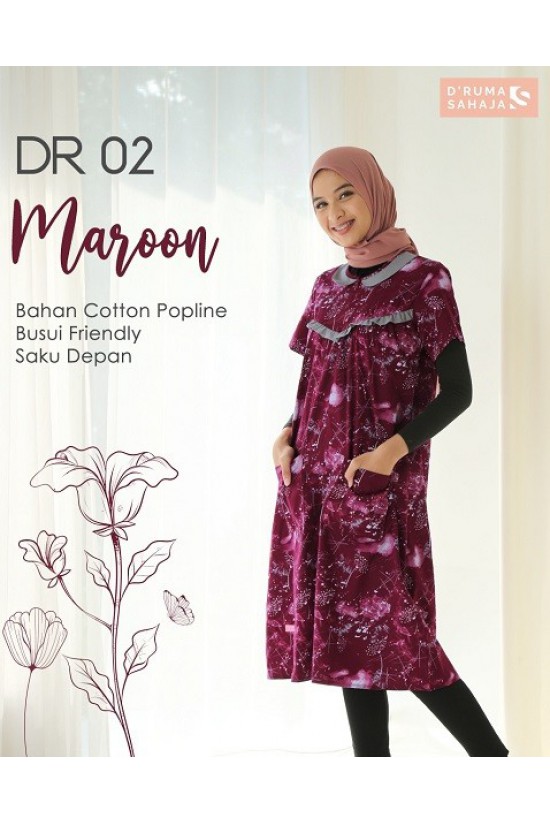 D'RUMA
SAHAJA
DR 02
Maroon
Bahan Cotton Popline
Busui Friendly
Saku Depan